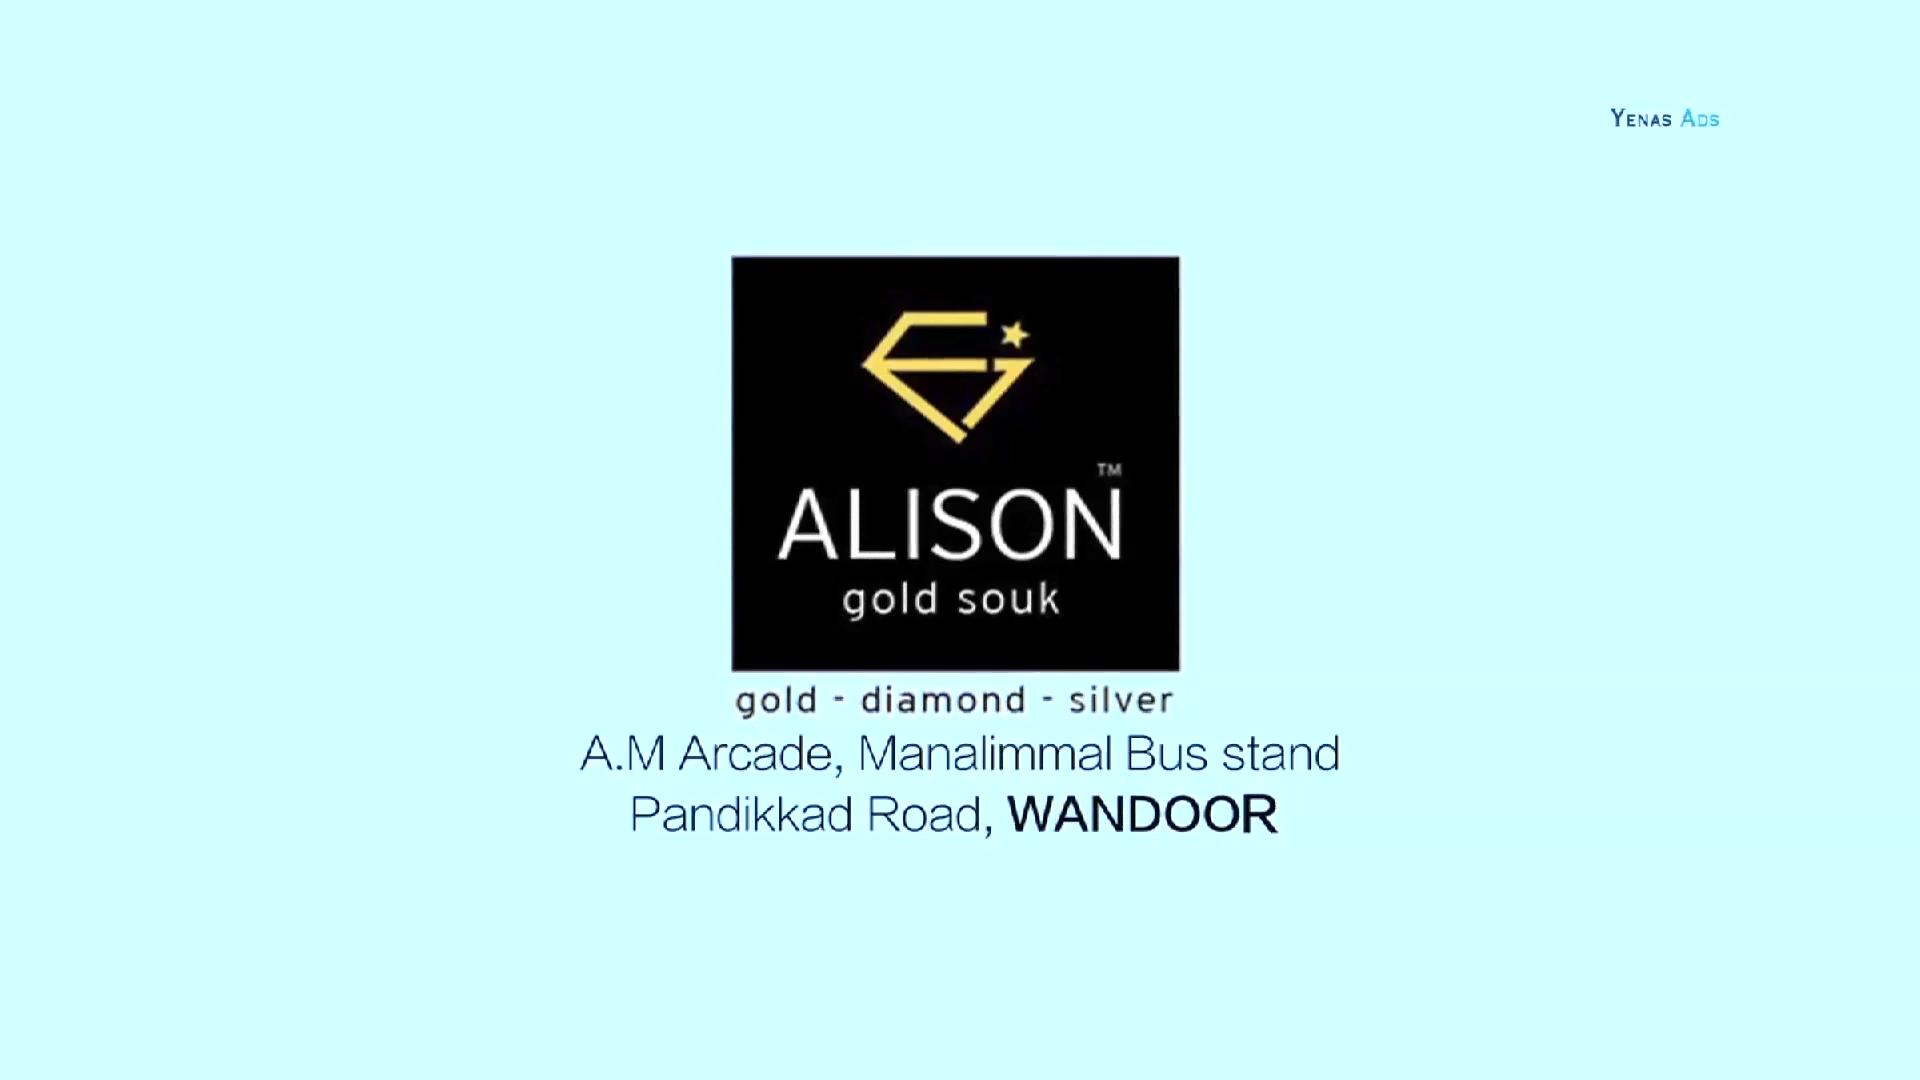 Yenas Ads
ALISON™
gold souk
gold - diamond - silver
A.M Arcade, Manalimmal Bus stand
Pandikkad Road, WANDOOR